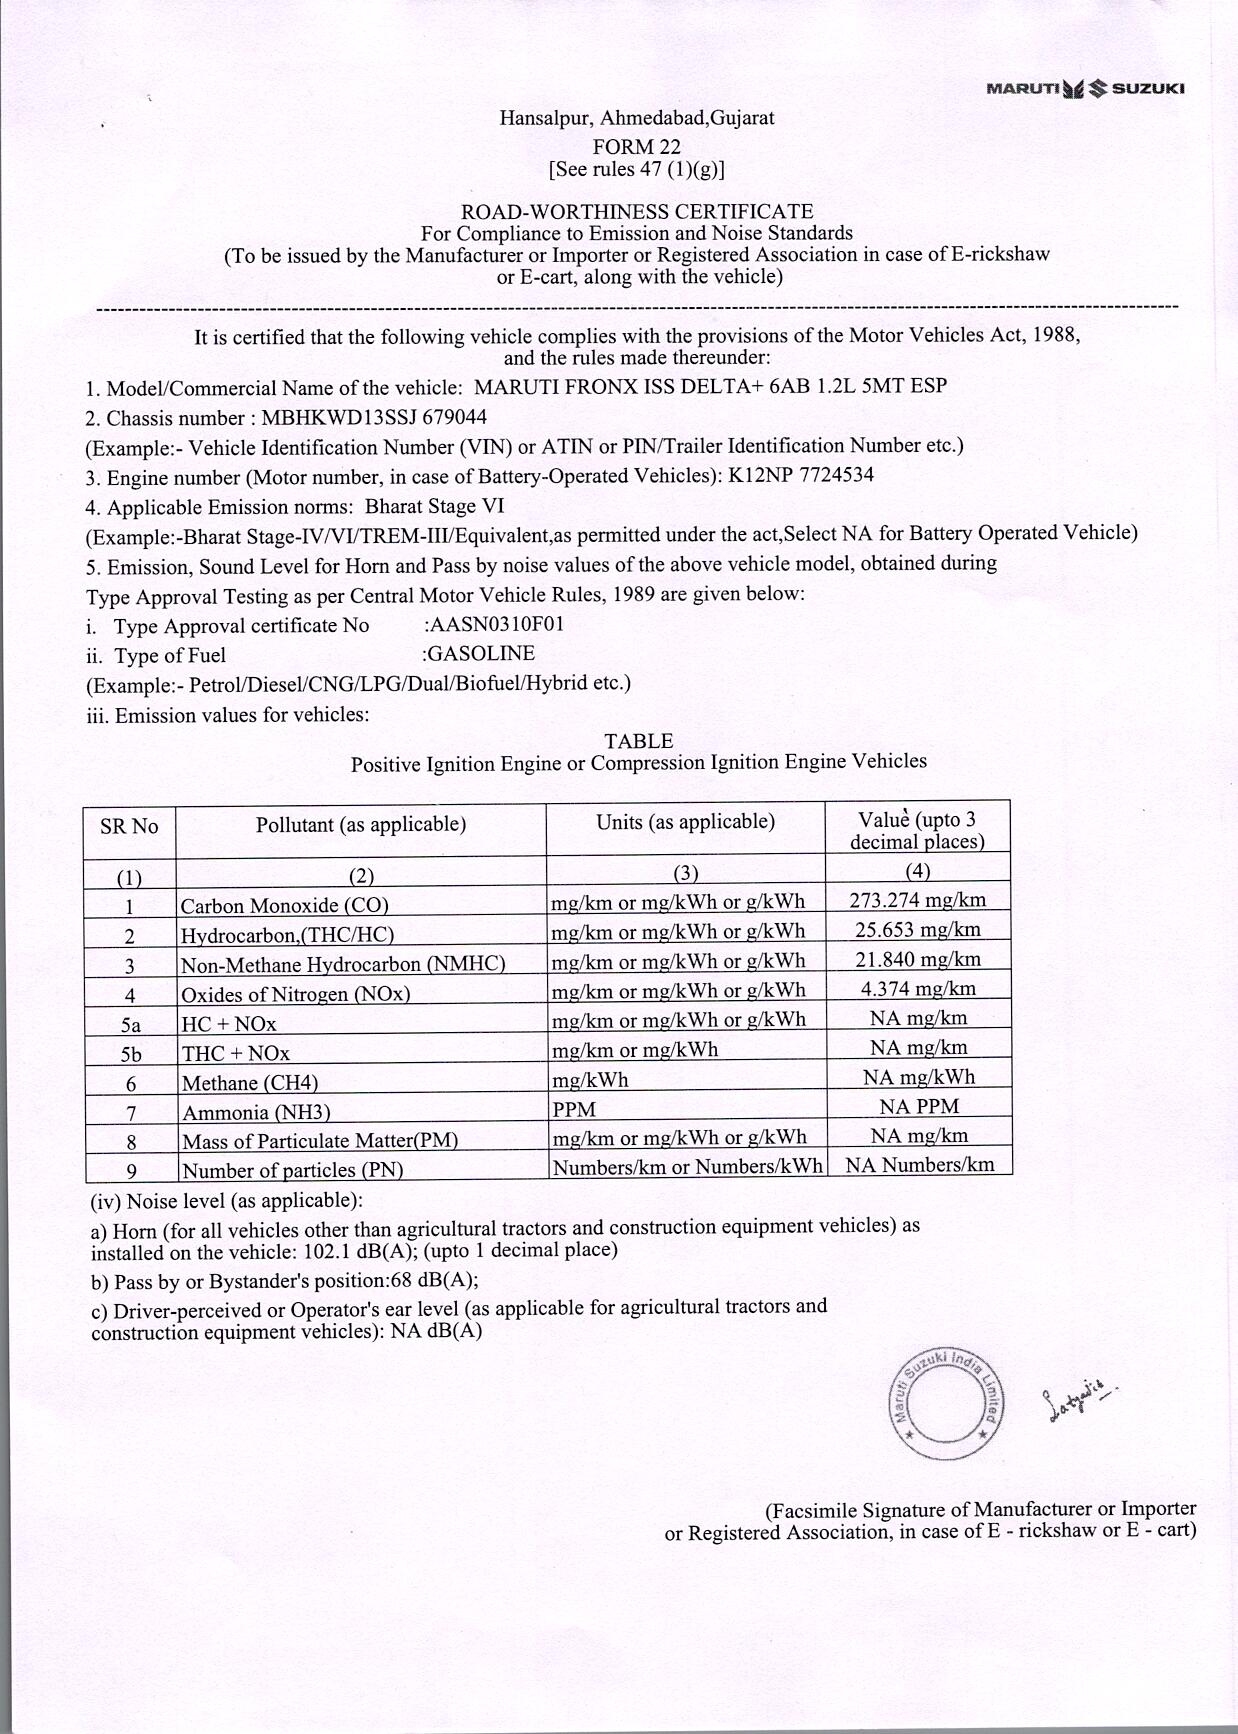 MARUTI SUZUKI
Hansalpur, Ahmedabad,Gujarat
FORM 22
[See rules 47 (1)(g)]
ROAD-WORTHINESS CERTIFICATE
For Compliance to Emission and Noise Standards
(To be issued by the Manufacturer or Importer or Registered Association in case of E-rickshaw
or E-cart, along with the vehicle)
It is certified that the following vehicle complies with the provisions of the Motor Vehicles Act, 1988,
and the rules made thereunder:
1. Model/Commercial Name of the vehicle: MARUTI FRONX ISS DELTA+ 6AB 1.2L 5MT ESP
2. Chassis number : MBHKWD13SSJ 679044
(Example:- Vehicle Identification Number (VIN) or ATIN or PIN/Trailer Identification Number etc.)
3. Engine number (Motor number, in case of Battery-Operated Vehicles): K12NP 7724534
4. Applicable Emission norms: Bharat Stage VI
(Example:-Bharat Stage-IV/VI/TREM-III/Equivalent,as permitted under the act,Select NA for Battery Operated Vehicle)
5. Emission, Sound Level for Horn and Pass by noise values of the above vehicle model, obtained during
Type Approval Testing as per Central Motor Vehicle Rules, 1989 are given below:
i. Type Approval certificate No :AASN0310F01
ii. Type of Fuel :GASOLINE
(Example:- Petrol/Diesel/CNG/LPG/Dual/Biofuel/Hybrid etc.)
iii. Emission values for vehicles:
TABLE
Positive Ignition Engine or Compression Ignition Engine Vehicles
SR No Pollutant (as applicable) Units (as applicable) Value (upto 3
decimal places)
(1) (2) (3) (4)
1 Carbon Monoxide (CO) mg/km or mg/kWh or g/kWh 273.274 mg/km
2 Hydrocarbon,(THC/HC) mg/km or mg/kWh or g/kWh 25.653 mg/km
3 Non-Methane Hydrocarbon (NMHC) mg/km or mg/kWh or g/kWh 21.840 mg/km
4 Oxides of Nitrogen (NOx) mg/km or mg/kWh or g/kWh 4.374 mg/km
5a HC + NOx mg/km or mg/kWh or g/kWh NA mg/km
5b THC + NOx mg/km or mg/kWh NA mg/km
6 Methane (CH4) mg/kWh NA mg/kWh
7 Ammonia (NH3) PPM NA PPM
8 Mass of Particulate Matter(PM) mg/km or mg/kWh or g/kWh NA mg/km
9 Number of particles (PN) Numbers/km or Numbers/kWh NA Numbers/km
(iv) Noise level (as applicable):
a) Horn (for all vehicles other than agricultural tractors and construction equipment vehicles) as
installed on the vehicle: 102.1 dB(A); (upto 1 decimal place)
b) Pass by or Bystander's position:68 dB(A);
c) Driver-perceived or Operator's ear level (as applicable for agricultural tractors and
construction equipment vehicles): NA dB(A)
Maruti Suzuki India Limited
(Facsimile Signature of Manufacturer or Importer
or Registered Association, in case of E - rickshaw or E - cart)